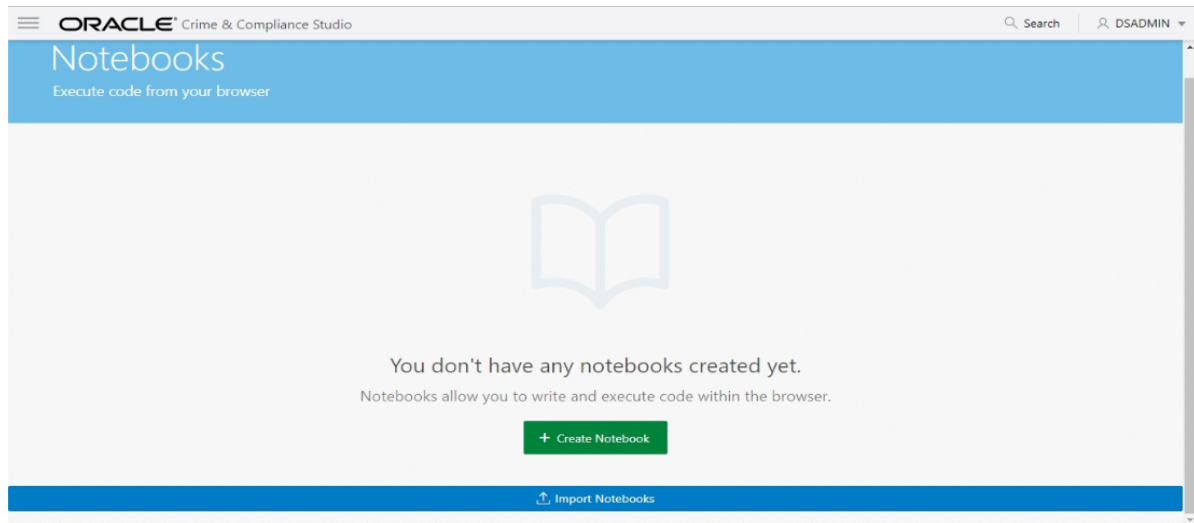 ORACLE® Crime & Compliance Studio
Search
DSADMIN
Notebooks
Execute code from your browser
You don't have any notebooks created yet.
Notebooks allow you to write and execute code within the browser.
+ Create Notebook
Import Notebooks